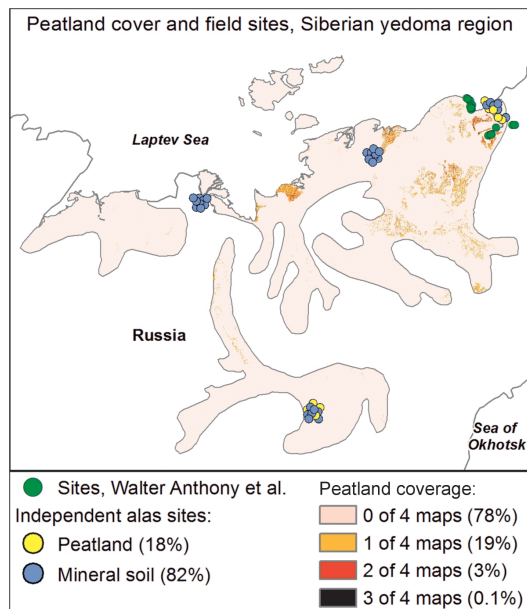 Peatland cover and field sites, Siberian yedoma region
Laptev Sea
Russia
Sea of
Okhotsk
Sites, Walter Anthony et al.
Independent alas sites:
Peatland (18%)
Mineral soil (82%)
Peatland coverage:
0 of 4 maps (78%)
1 of 4 maps (19%)
2 of 4 maps (3%)
3 of 4 maps (0.1%)